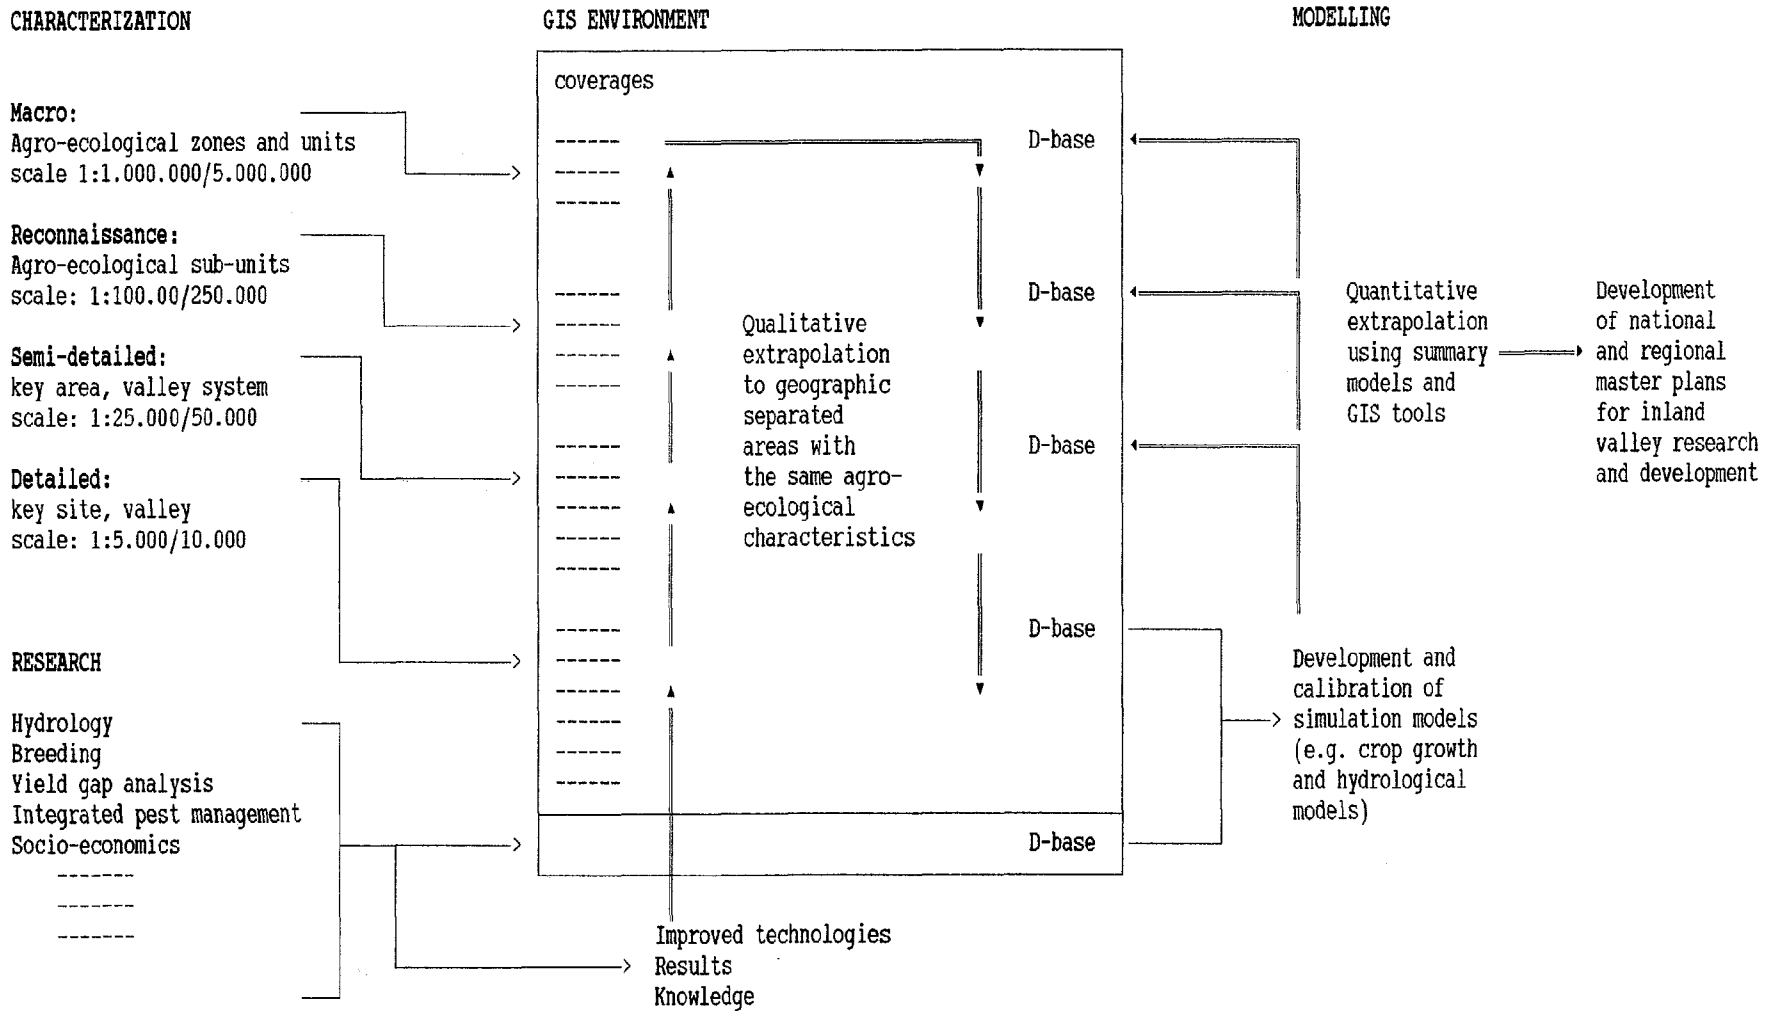 CHARACTERIZATION
GIS ENVIRONMENT
MODELLING
coverages
Macro:
Agro-ecological zones and units
scale 1:1.000.000/5.000.000
Reconnaissance:
Agro-ecological sub-units
scale: 1:100.00/250.000
Semi-detailed:
key area, valley system
scale: 1:25.000/50.000
Detailed:
key site, valley
scale: 1:5.000/10.000
RESEARCH
Hydrology
Breeding
Yield gap analysis
Integrated pest management
Socio-economics
Qualitative
extrapolation
to geographic
separated
areas with
the same agro-
ecological
characteristics
D-base
D-base
D-base
D-base
D-base
Improved technologies
Results
Knowledge
Quantitative
extrapolation
using summary
models and
GIS tools
Development
of national
and regional
master plans
for inland
valley research
and development
Development and
calibration of
simulation models
(e.g. crop growth
and hydrological
models)